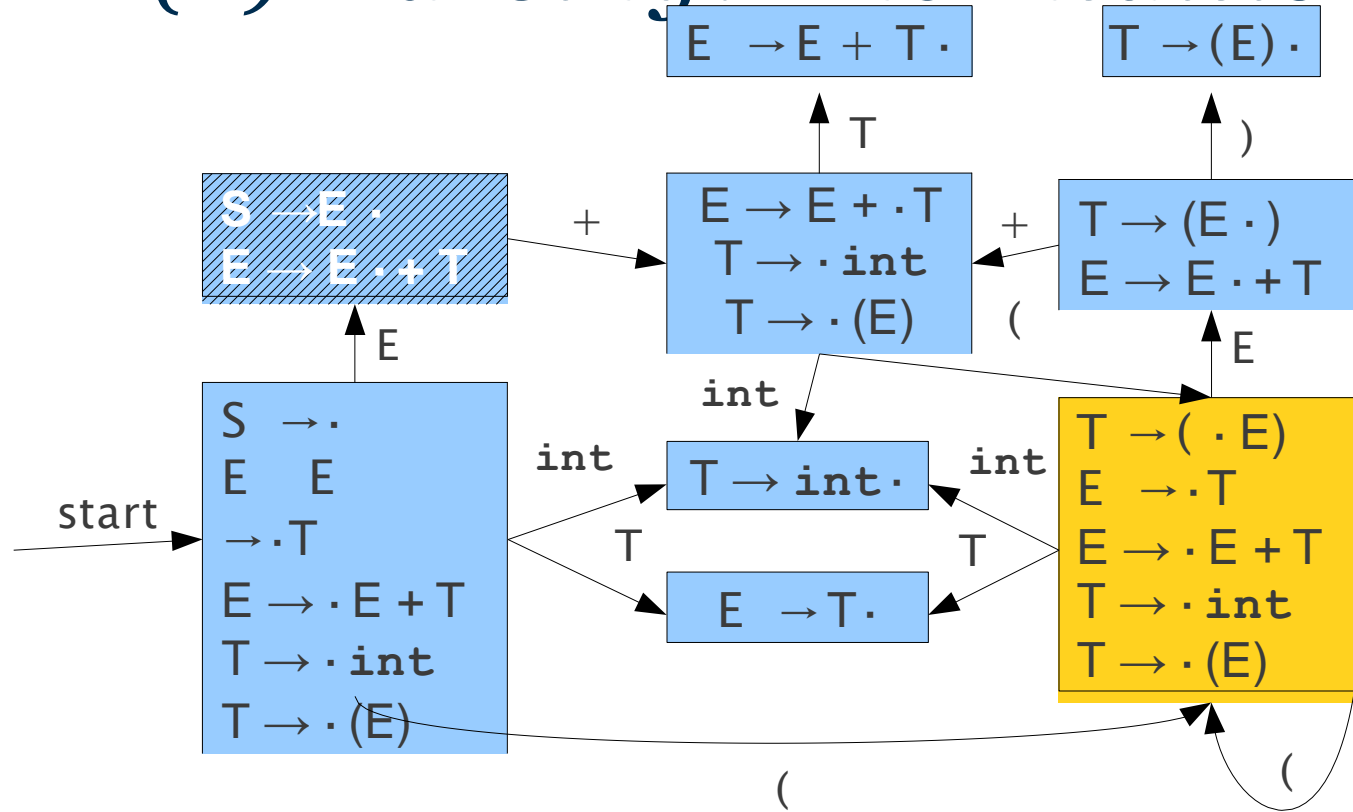 E → E + T ·
T → (E) ·
T
)
S → E ·
E → E · + T
+
E → E + · T
T → · int
T → · (E)
+
T → (E · )
E → E · + T
(
E
E
int
start
S → ·
E E
→ · T
E → · E + T
T → · int
T → · (E)
int
T
T → int ·
E → T ·
int
T
T → ( · E)
E → · T
E → · E + T
T → · int
T → · (E)
(
(